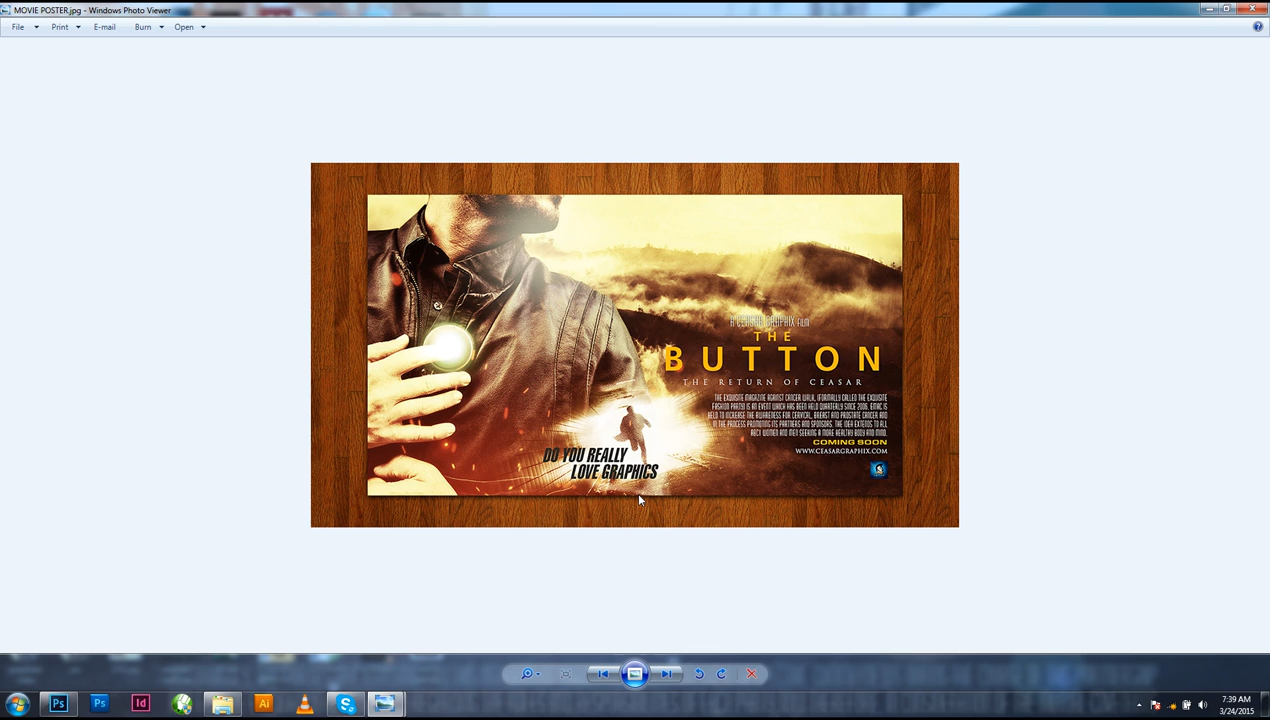 MOVIE POSTER.jpg - Windows Photo Viewer
File Print E-mail Burn Open
A CEASAR GRAPHIX FILM
THE
BUTTON
THE RETURN OF CEASAR
THE EXQUISITE MAGAZINE AGAINST CANCER WALK, (FORMALLY CALLED THE EXQUISITE
FASHION PARTY) IS AN EVENT WHICH HAS BEEN HELD QUARTERLY SINCE 2006. EMAC IS
HELD TO INCREASE THE AWARENESS FOR CERVICAL, BREAST AND PROSTATE CANCER AND
IN THE PROCESS PROMOTING ITS PARTNERS AND SPONSORS. THE IDEA EXTENDS TO ALL
WOMEN AND MEN SEEKING A MORE HEALTHY BODY AND MIND.
COMING SOON
WWW.CEASARGRAPHIX.COM
DO YOU REALLY
LOVE GRAPHICS
Ps Ps Id Ai
7:39 AM
3/24/2015